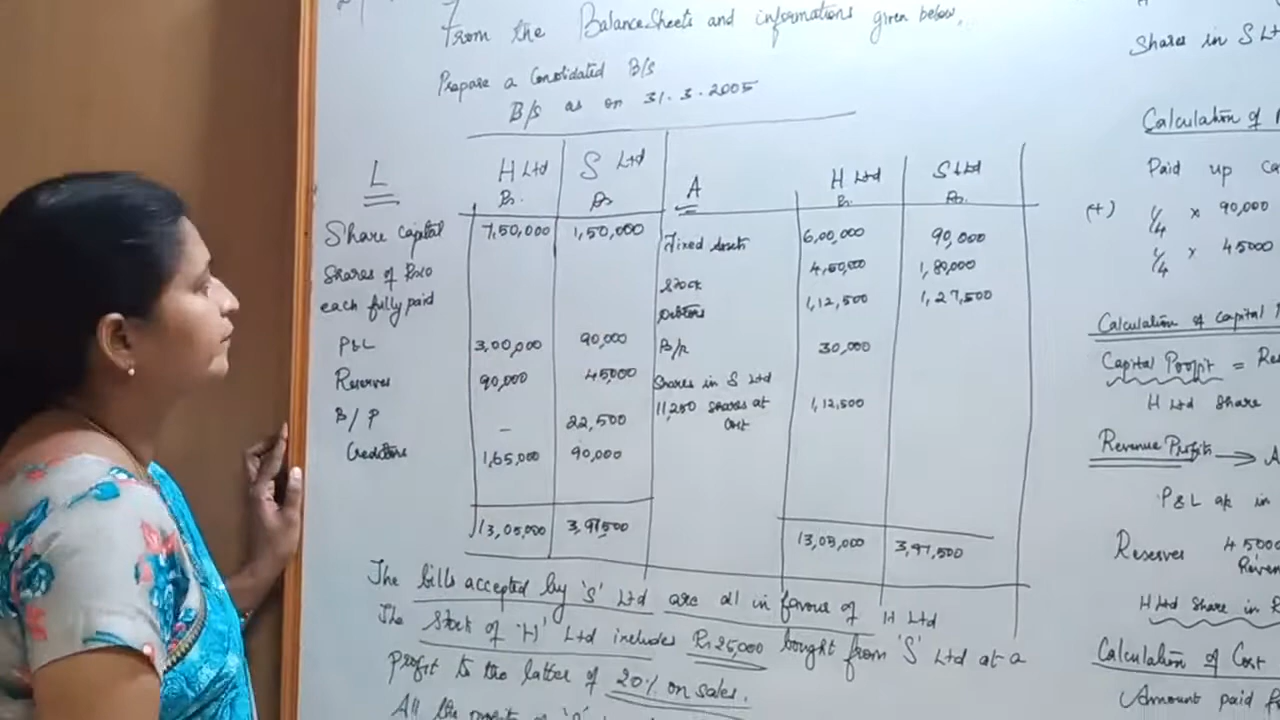 From the BalanceSheets and informations given below.
Prepare a Consolidated B/S
B/S as on 31.3.2005
L H Ltd S Ltd A H Ltd S Ltd
Rs. Rs Rs. Rs.
Share capital 7,50,000 1,50,000 Fixed Assets 6,00,000 90,000
Shares of Rs10 Stock 4,50,000 1,80,000
each fully paid Debtors 1,12,500 1,27,500
P&L 3,00,000 90,000 B/R 30,000
Reserves 90,000 45,000 Shares in S Ltd
B/P - 22,500 11,250 shares at cost 1,12,500
Creditors 1,65,000 90,000
13,05,000 3,97,500 13,05,000 3,97,500
The bills accepted by 'S' Ltd are all in favour of H Ltd
The stock of 'H' Ltd includes Rs.25,000 bought from 'S' Ltd at a
profit to the latter of 20% on sales.
All the
Shares in S Ltd
Calculation of
Paid up
(+) 1/4 x 90,000
1/4 x 45000
Calculation of capital
Capital Profit =
H Ltd Share
Revenue Profit →
P&L a/c in
Reserves 45000
H Ltd Share in
Calculation of Cost
Amount paid